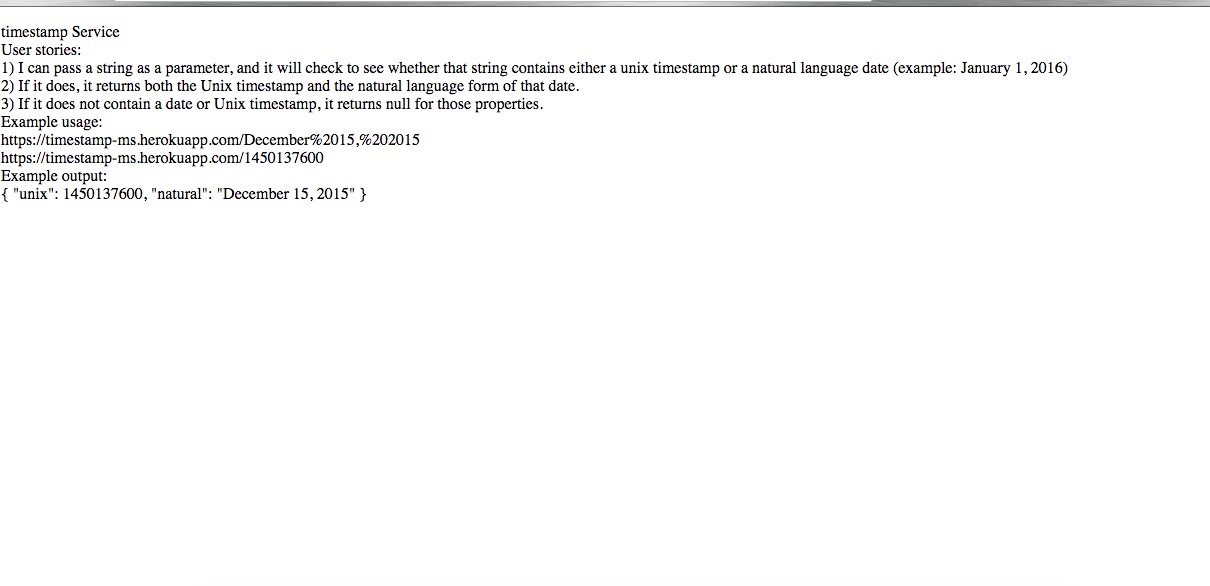 timestamp Service
User stories:
1) I can pass a string as a parameter, and it will check to see whether that string contains either a unix timestamp or a natural language date (example: January 1, 2016)
2) If it does, it returns both the Unix timestamp and the natural language form of that date.
3) If it does not contain a date or Unix timestamp, it returns null for those properties.
Example usage:
https://timestamp-ms.herokuapp.com/December%2015,%202015
https://timestamp-ms.herokuapp.com/1450137600
Example output:
{ "unix": 1450137600, "natural": "December 15, 2015" }